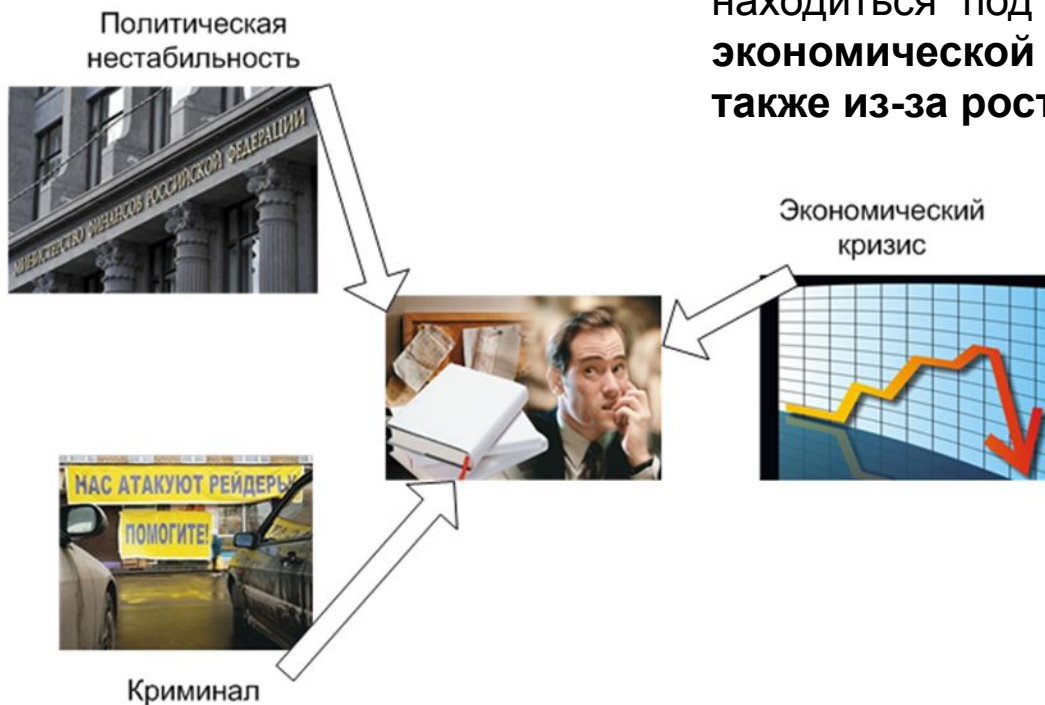 находиться под
экономической
также из-за рост
Политическая
нестабильность
МИНИСТЕРСТВО ФИНАНСОВ РОССИЙСКОЙ ФЕДЕРАЦИИ
Экономический
кризис
НАС АТАКУЮТ РЕЙДЕРЫ
ПОМОГИТЕ!
Криминал